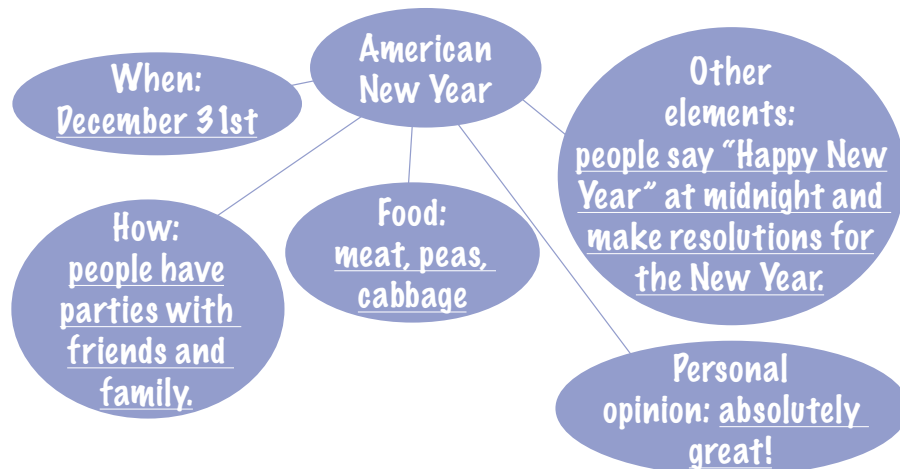 American
New Year
When:
December 31st
How:
people have
parties with
friends and
family.
Food:
meat, peas,
cabbage
Other
elements:
people say “Happy New
Year” at midnight and
make resolutions for
the New Year.
Personal
opinion: absolutely
great!